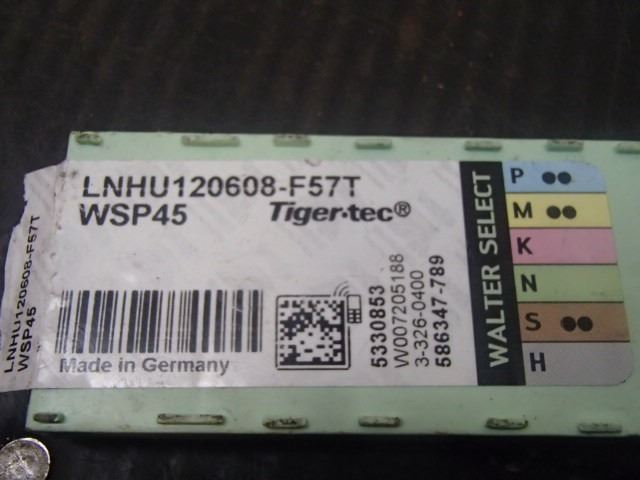 LNHU120608-F57T
WSP45 Tiger·tec®
Made in Germany
5330853
W007205188
3-326-0400
586347-789
WALTER SELECT
P ●●
M ●●
K
N
S ●●
H
LNHU120608-F57T
WSP45